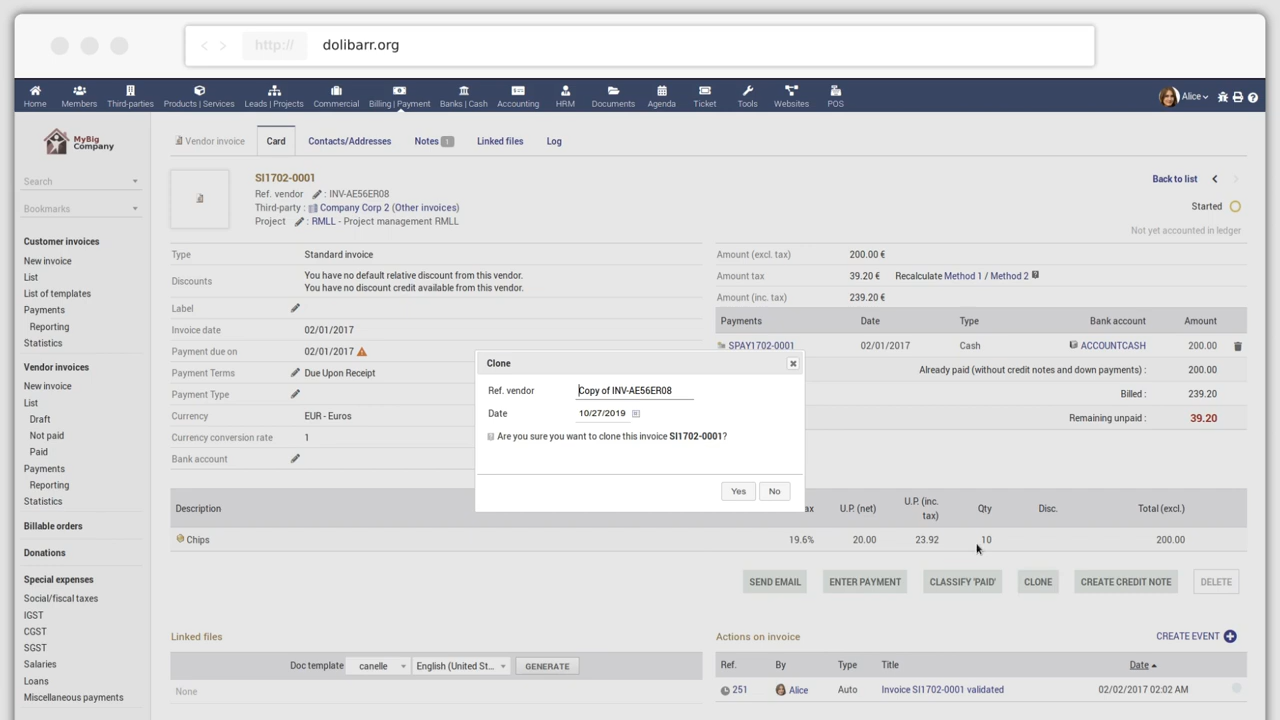 http://
dolibarr.org
Home
Members
Third-parties
Products | Services
Leads | Projects
Commercial
Billing | Payment
Banks | Cash
Accounting
HRM
Documents
Agenda
Ticket
Tools
Websites
POS
Alice
MyBig
Company
Search
Bookmarks
Customer invoices
New invoice
List
List of templates
Payments
Reporting
Statistics
Vendor invoices
New invoice
List
Draft
Not paid
Paid
Payments
Reporting
Statistics
Billable orders
Donations
Special expenses
Social/fiscal taxes
IGST
CGST
SGST
Salaries
Loans
Miscellaneous payments
Vendor invoice
Card
Contacts/Addresses
Notes 1
Linked files
Log
SI1702-0001
Ref. vendor : INV-AE56ER08
Third-party : Company Corp 2 (Other invoices)
Project : RMLL - Project management RMLL
Back to list
Started
Not yet accounted in ledger
Type Standard invoice
Discounts
You have no default relative discount from this vendor.
You have no discount credit available from this vendor.
Label
Invoice date 02/01/2017
Payment due on 02/01/2017
Payment Terms Due Upon Receipt
Payment Type
Currency EUR - Euros
Currency conversion rate 1
Bank account
Amount (excl. tax) 200.00 €
Amount tax 39.20 € Recalculate Method 1 / Method 2
Amount (inc. tax) 239.20 €
Payments Date Type Bank account Amount
SPAY1702-0001 02/01/2017 Cash ACCOUNTCASH 200.00
Already paid (without credit notes and down payments) : 200.00
Billed : 239.20
Remaining unpaid : 39.20
Clone
Ref. vendor Copy of INV-AE56ER08
Date 10/27/2019
Are you sure you want to clone this invoice SI1702-0001?
Yes No
Description U.P. (net) U.P. (inc. tax) Qty Disc. Total (excl.)
Chips 19.6% 20.00 23.92 10 200.00
SEND EMAIL
ENTER PAYMENT
CLASSIFY 'PAID'
CLONE
CREATE CREDIT NOTE
DELETE
Linked files
Doc template canelle English (United St... GENERATE
None
Actions on invoice
CREATE EVENT
Ref. By Type Title Date
251 Alice Auto Invoice SI1702-0001 validated 02/02/2017 02:02 AM